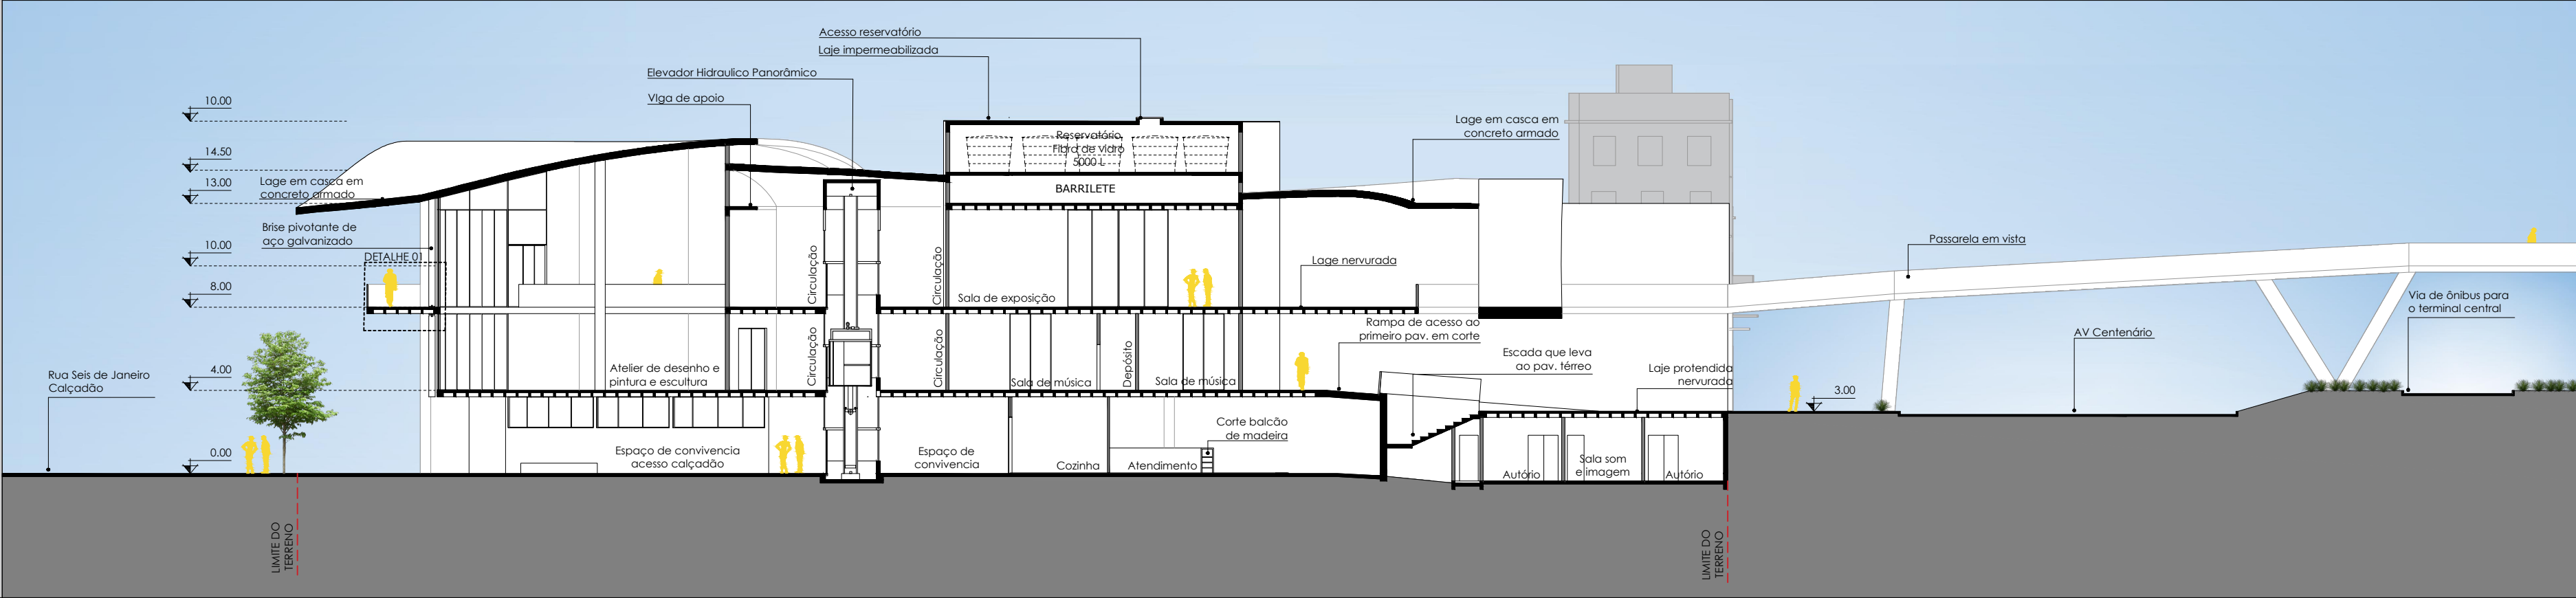 Acesso reservatório
Laje impermeabilizada
Elevador Hidraulico Panorâmico
VIga de apoio
10.00
14.50
13.00
10.00
8.00
4.00
0.00
Lage em casca em
concreto armado
Brise pivotante de
aço galvanizado
DETALHE 01
Rua Seis de Janeiro
Calçadão
LIMITE DO
TERRENO
Reservatório
Fibra de vidro
5000 L
BARRILETE
Circulação
Circulação
Sala de exposição
Lage nervurada
Lage em casca em
concreto armado
Atelier de desenho e
pintura e escultura
Circulação
Circulação
Sala de música
Depósito
Sala de música
Rampa de acesso ao
primeiro pav. em corte
Escada que leva
ao pav. térreo
Laje protendida
nervurada
Espaço de convivencia
acesso calçadão
Espaço de
convivencia
Cozinha
Atendimento
Corte balcão
de madeira
Autório
Sala som
e imagem
Autório
LIMITE DO
TERRENO
3.00
Passarela em vista
AV Centenário
Via de ônibus para
o terminal central